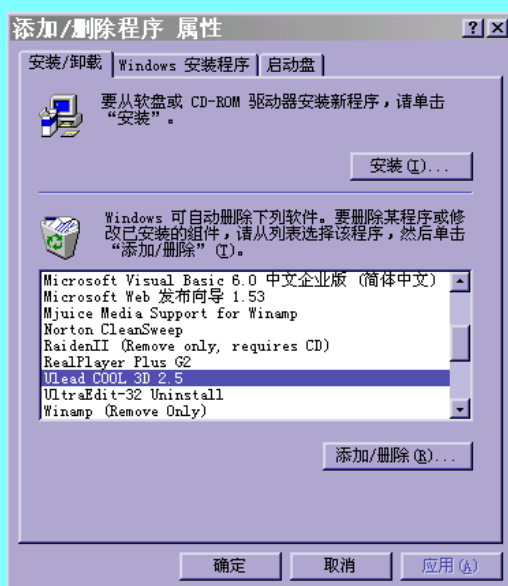 添加/删除程序 属性
安装/卸载
Windows 安装程序
启动盘
要从软盘或 CD-ROM 驱动器安装新程序，请单击
“安装”。
安装(I)...
Windows 可自动删除下列软件。要删除某程序或修
改已安装的组件，请从列表选择该程序，然后单击
“添加/删除”(T)。
Microsoft Visual Basic 6.0 中文企业版 (简体中文)
Microsoft Web 发布向导 1.53
Mjuice Media Support for Winamp
Norton CleanSweep
RaidenII (Remove only, requires CD)
RealPlayer Plus G2
Ulead COOL 3D 2.5
UltraEdit-32 Uninstall
Winamp (Remove Only)
添加/删除(R)...
确定
取消
应用(A)